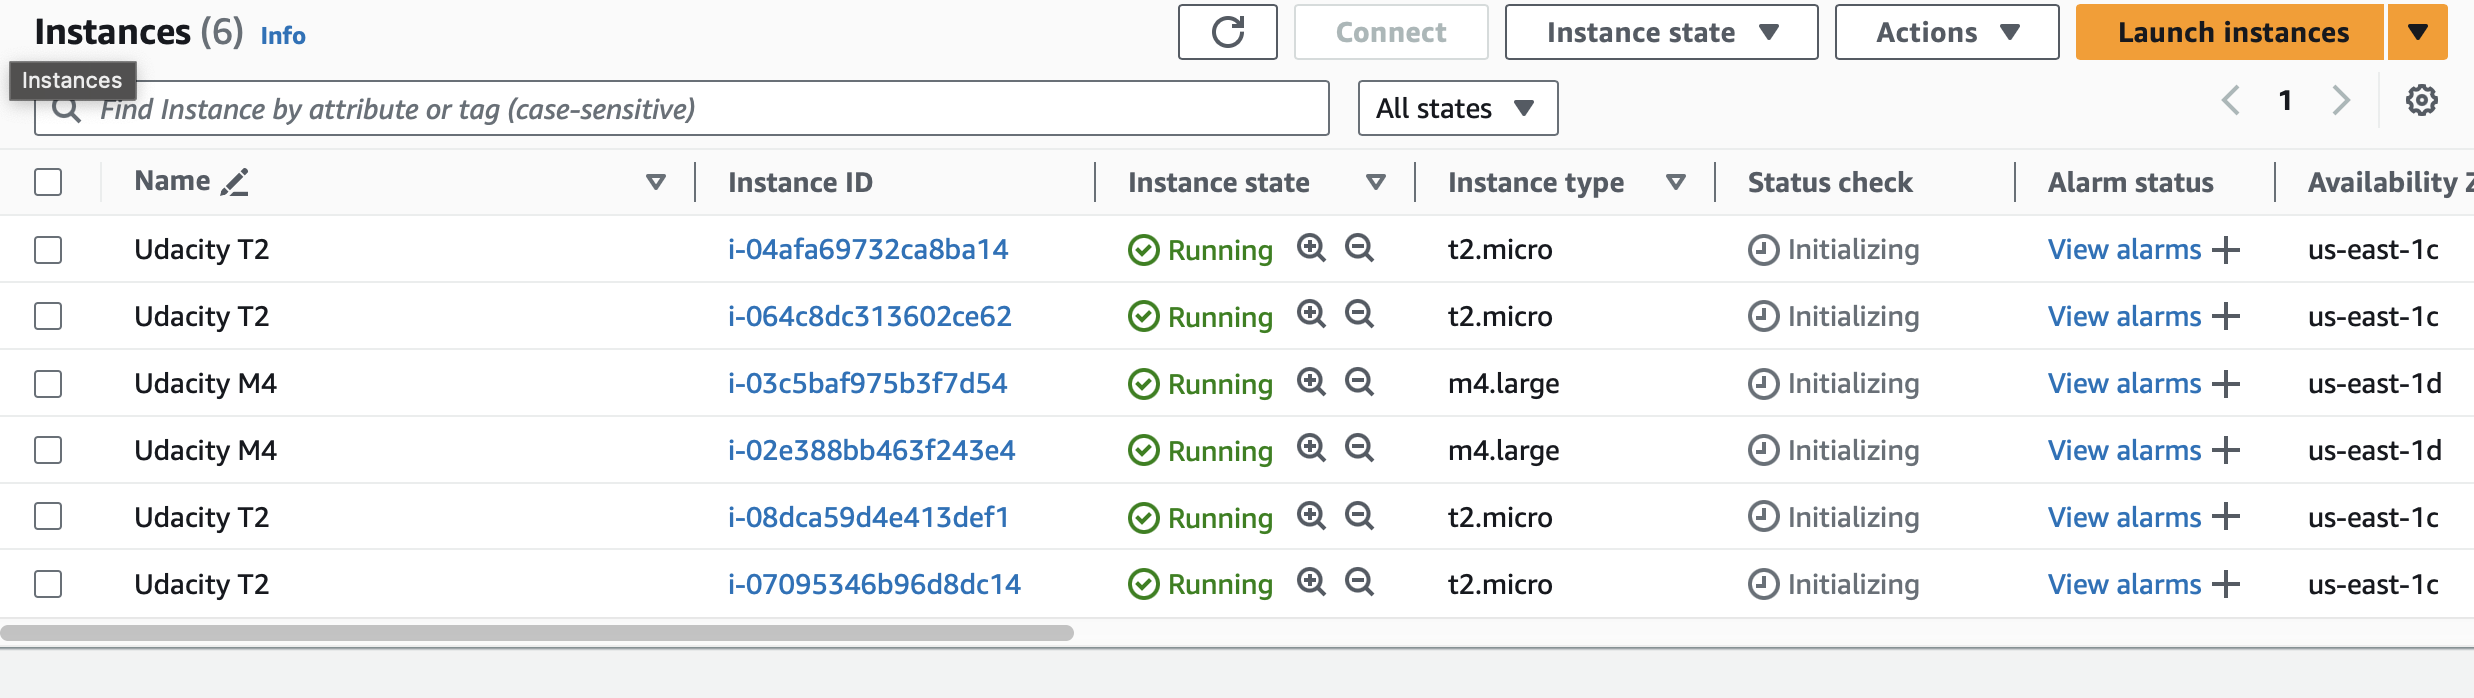 Instances (6) Info Connect Instance state Actions Launch instances
Instances
Find Instance by attribute or tag (case-sensitive) All states 1
Name Instance ID Instance state Instance type Status check Alarm status Availability Z
Udacity T2 i-04afa69732ca8ba14 Running t2.micro Initializing View alarms us-east-1c
Udacity T2 i-064c8dc313602ce62 Running t2.micro Initializing View alarms us-east-1c
Udacity M4 i-03c5baf975b3f7d54 Running m4.large Initializing View alarms us-east-1d
Udacity M4 i-02e388bb463f243e4 Running m4.large Initializing View alarms us-east-1d
Udacity T2 i-08dca59d4e413def1 Running t2.micro Initializing View alarms us-east-1c
Udacity T2 i-07095346b96d8dc14 Running t2.micro Initializing View alarms us-east-1c